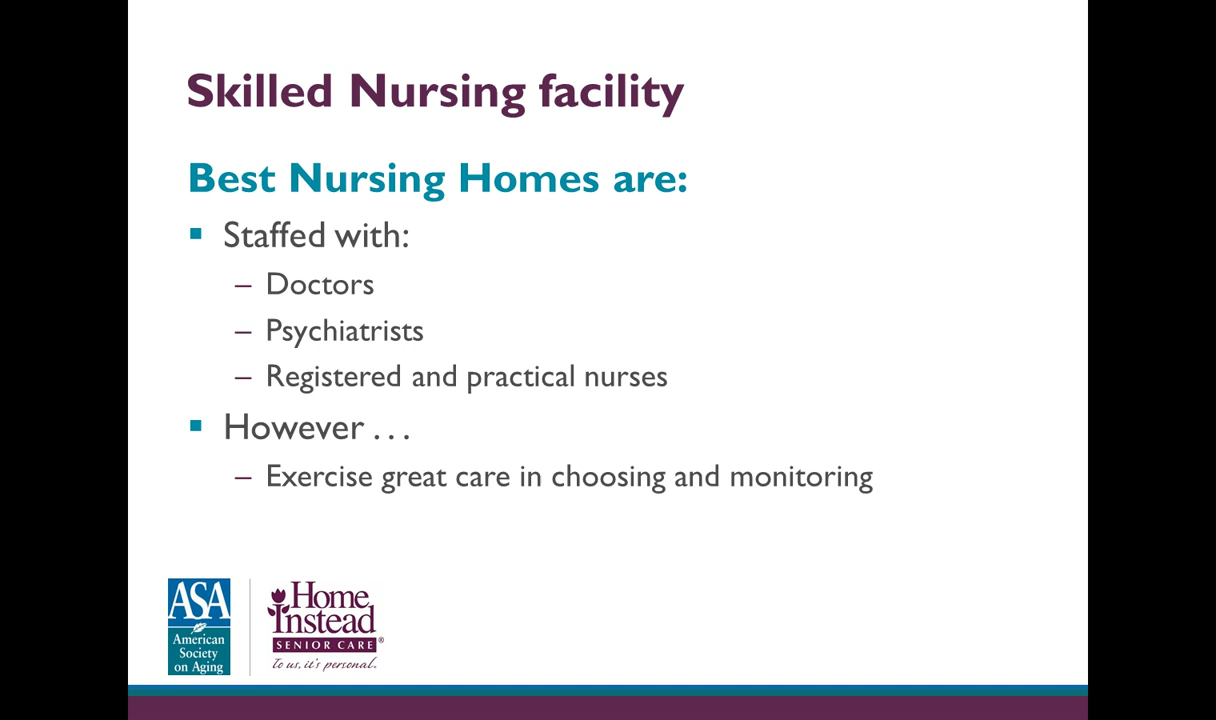 Skilled Nursing facility
Best Nursing Homes are:
▪ Staffed with:
– Doctors
– Psychiatrists
– Registered and practical nurses
▪ However . . .
– Exercise great care in choosing and monitoring
ASA
American
Society
on Aging
Home
Instead
SENIOR CARE®
To us, it's personal.